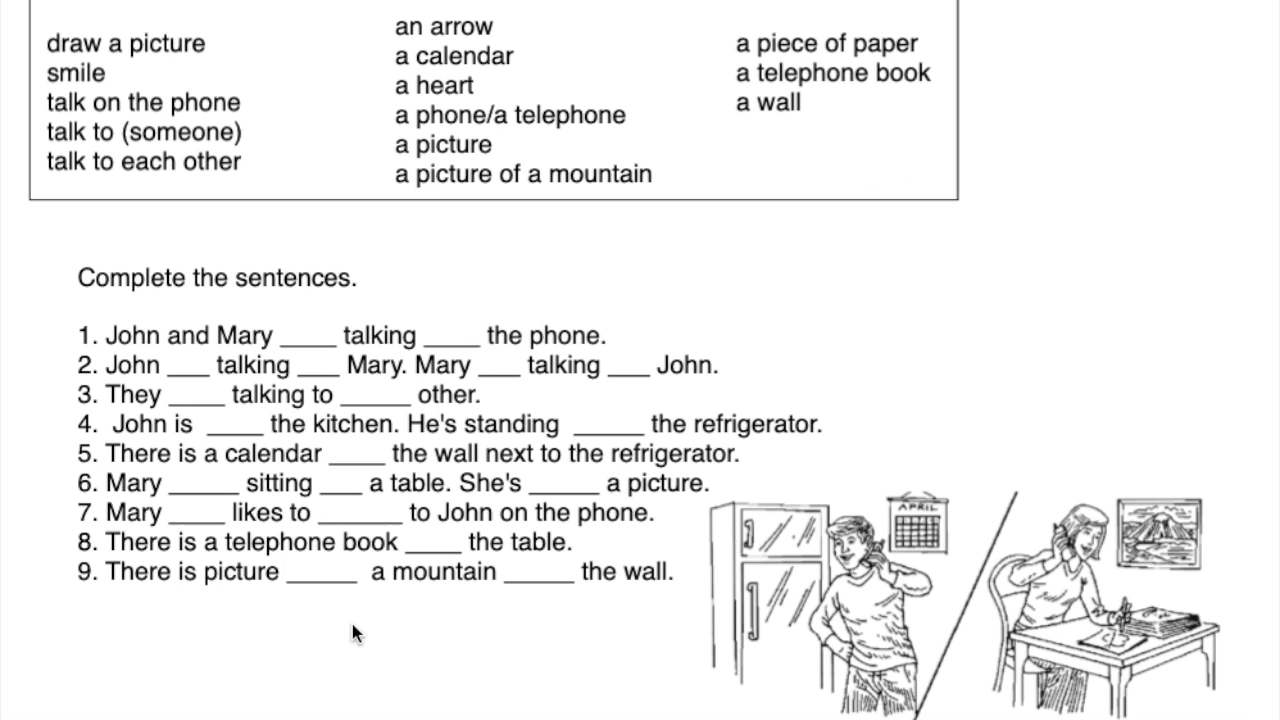 draw a picture
smile
talk on the phone
talk to (someone)
talk to each other
an arrow
a calendar
a heart
a phone/a telephone
a picture
a picture of a mountain
a piece of paper
a telephone book
a wall
Complete the sentences.
1. John and Mary _____ talking _____ the phone.
2. John ____ talking ____ Mary. Mary ____ talking ____ John.
3. They _____ talking to ______ other.
4. John is _____ the kitchen. He's standing ______ the refrigerator.
5. There is a calendar _____ the wall next to the refrigerator.
6. Mary ______ sitting ____ a table. She's ______ a picture.
7. Mary _____ likes to _______ to John on the phone.
8. There is a telephone book _____ the table.
9. There is picture ______ a mountain ______ the wall.
APRIL